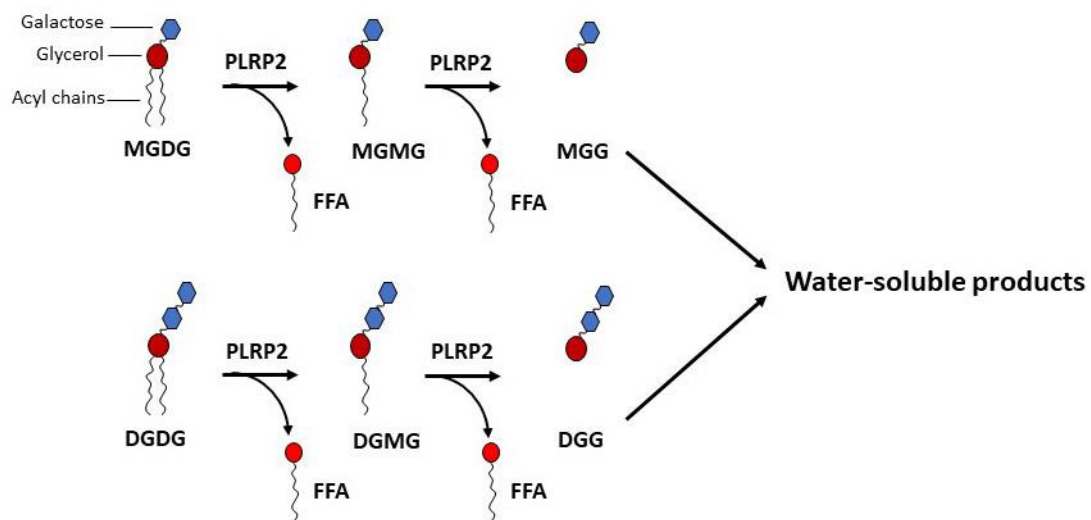 Galactose
Glycerol
Acyl chains
PLRP2
PLRP2
MGDG
MGMG
MGG
FFA
FFA
Water-soluble products
PLRP2
PLRP2
DGDG
DGMG
DGG
FFA
FFA